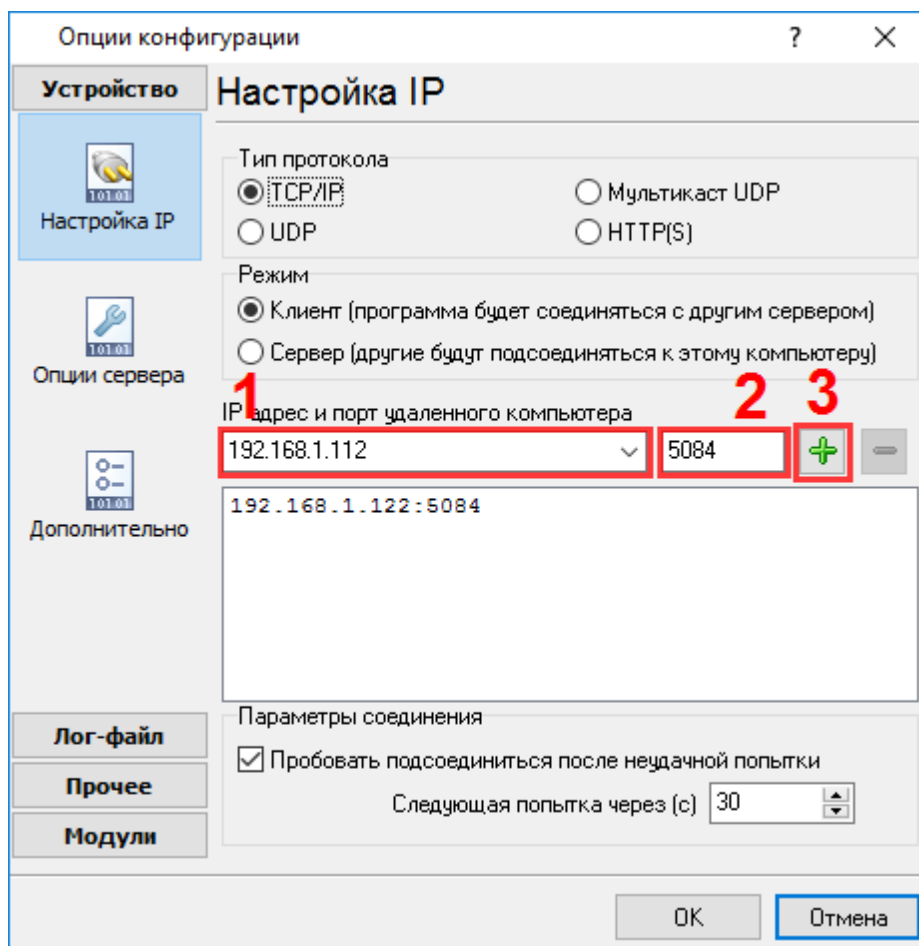 Опции конфигурации ? ×
Устройство
Настройка IP
Настройка IP
Опции сервера
Дополнительно
Лог-файл
Прочее
Модули
Тип протокола
TCP/IP Мультикаст UDP
UDP HTTP(S)
Режим
Клиент (программа будет соединяться с другим сервером)
Сервер (другие будут подсоединяться к этому компьютеру)
1 2 3
IP адрес и порт удаленного компьютера
192.168.1.112 5084
192.168.1.122:5084
Параметры соединения
Пробовать подсоединиться после неудачной попытки
Следующая попытка через (с) 30
OK Отмена